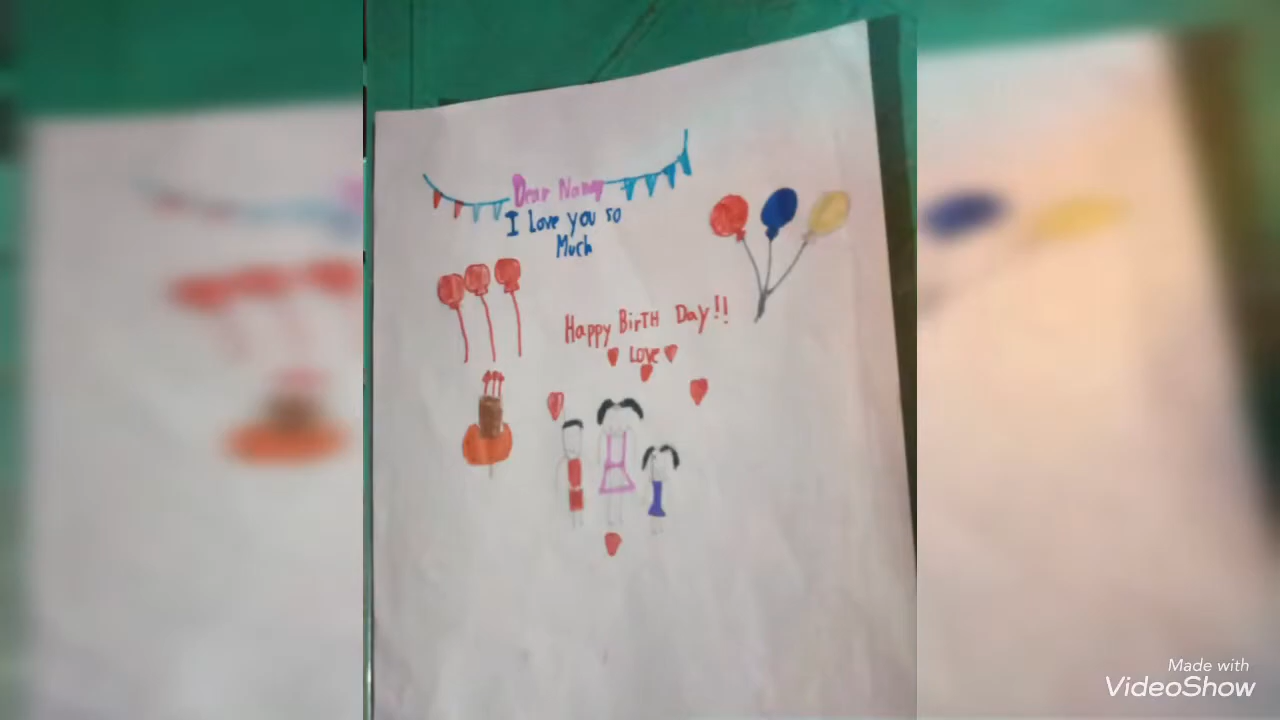 Dear Nanay
I Love you so
Much
Happy BirTH Day!!
Love
Made with
VideoShow